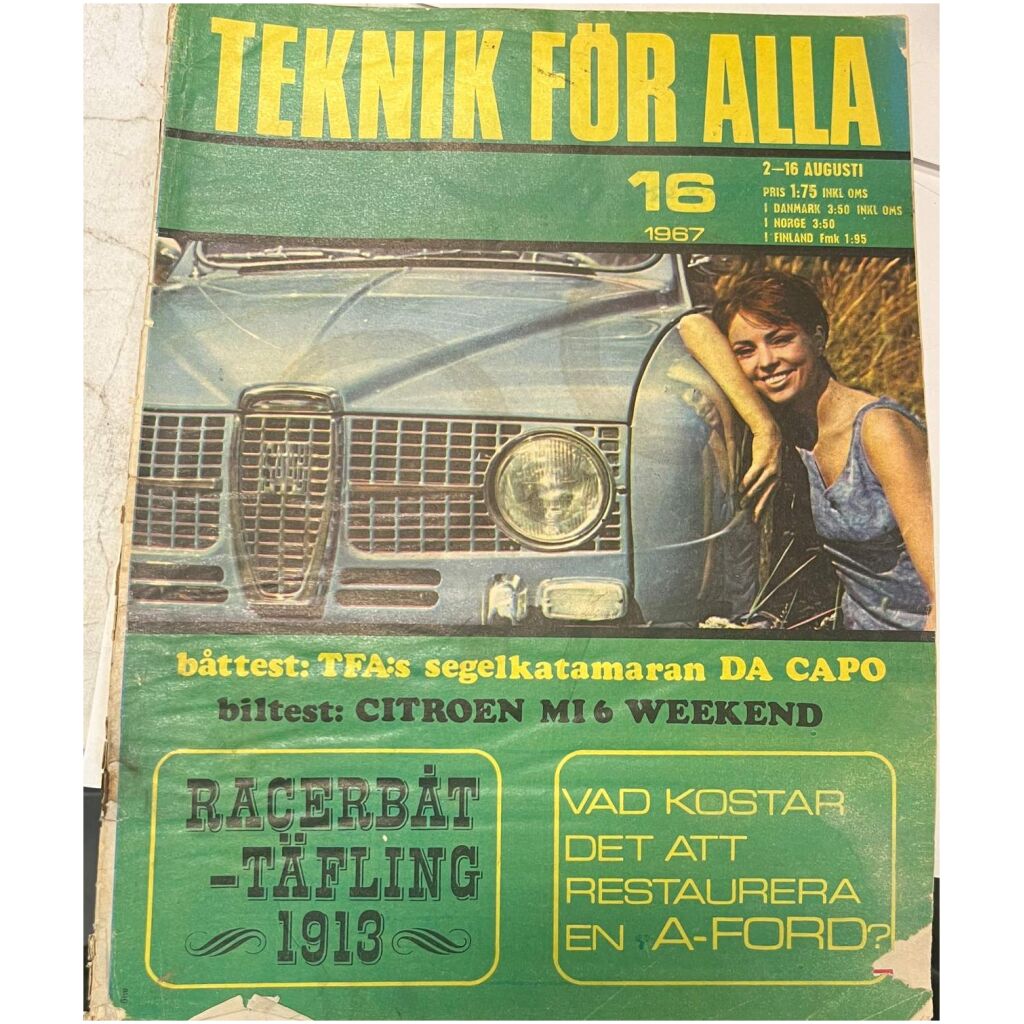 TEKNIK FÖR ALLA
16
1967
2—16 AUGUSTI
PRIS 1:75 INKL OMS
I DANMARK 3:50 INKL OMS
I NORGE 3:50
I FINLAND Fmk 1:95
båttest: TFA:s segelkatamaran DA CAPO
biltest: CITROEN MI 6 WEEKEND
RACERBÅT
-TÄFLING
1913
VAD KOSTAR
DET ATT
RESTAURERA
EN A-FORD?